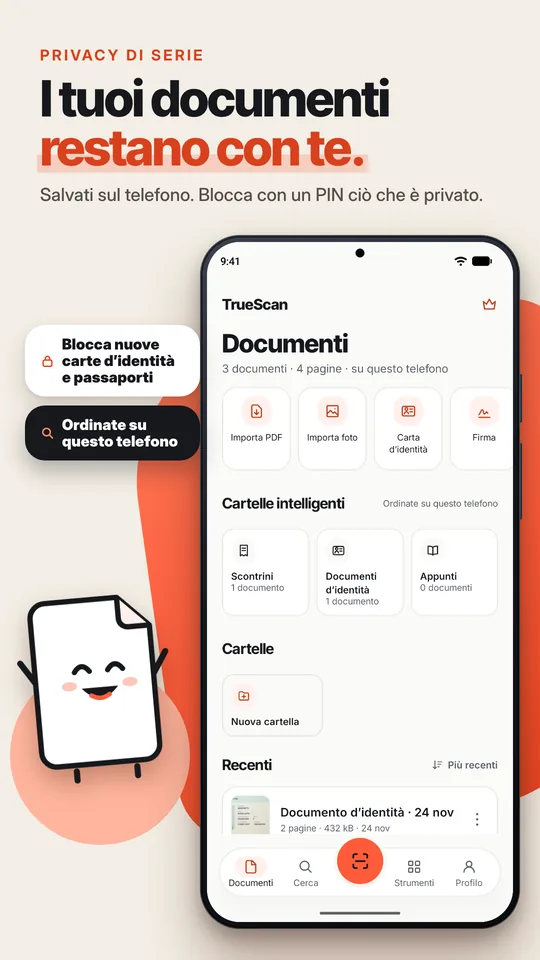 PRIVACY DI SERIE
I tuoi documenti
restano con te.
Salvati sul telefono. Blocca con un PIN ciò che è privato.
Blocca nuove
carte d'identità
e passaporti
Ordinate su
questo telefono
9:41
TrueScan
Documenti
3 documenti · 4 pagine · su questo telefono
Importa PDF
Importa foto
Carta
d'identità
Firma
Cartelle intelligenti
Ordinate su questo telefono
Scontrini
1 documento
Documenti
d'identità
1 documento
Appunti
0 documenti
Cartelle
Nuova cartella
Recenti
Più recenti
Documento d'identità · 24 nov
2 pagine · 432 kB · 24 nov
Documenti
Cerca
Strumenti
Profilo